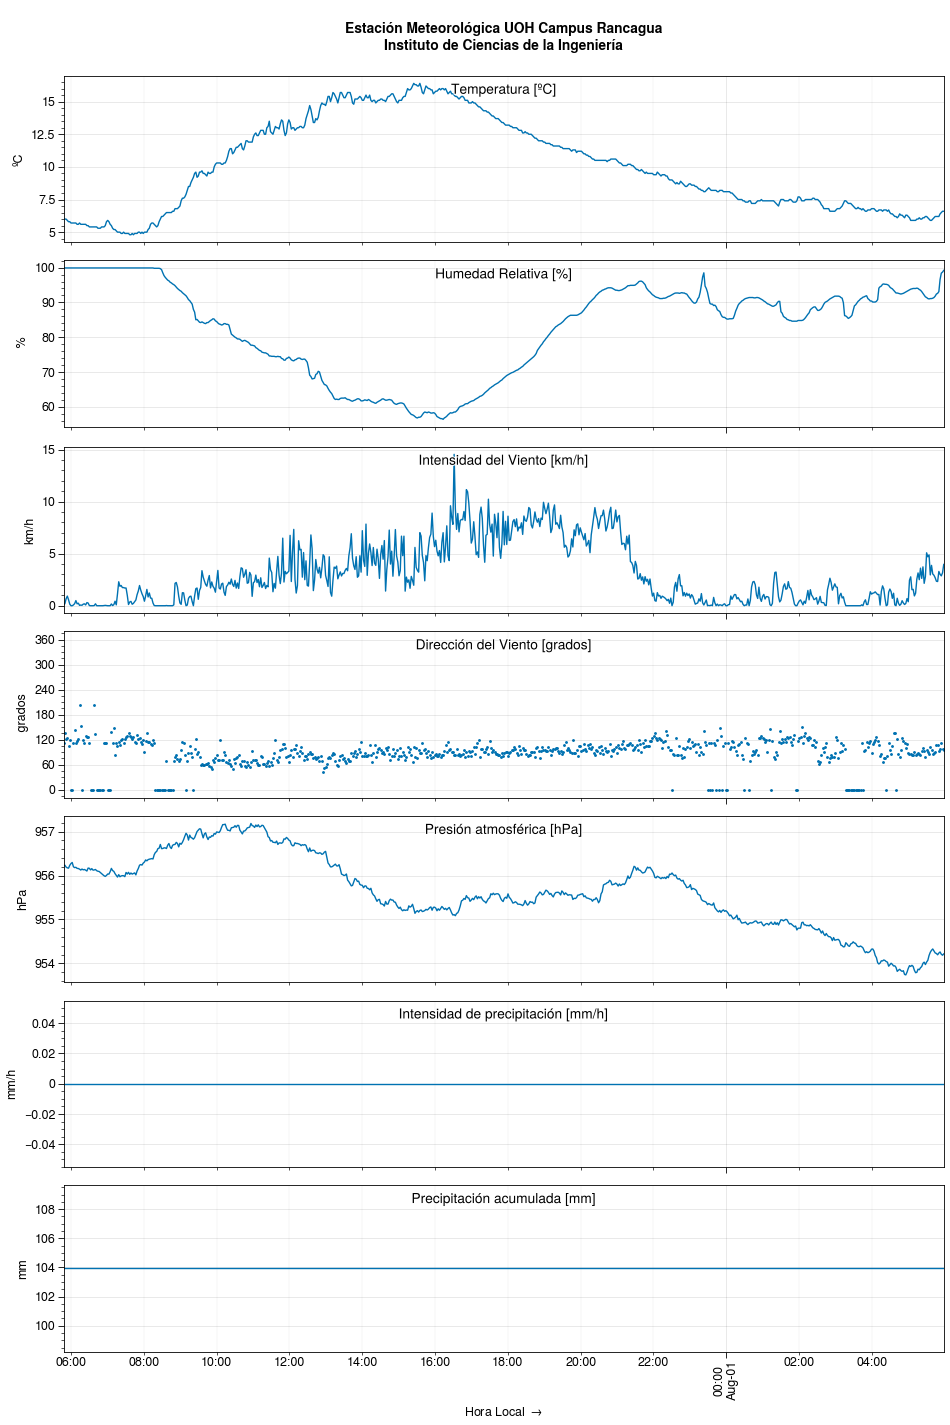 Estación Meteorológica UOH Campus Rancagua
Instituto de Ciencias de la Ingeniería
Temperatura [ºC]
ºC
15
12.5
10
7.5
5
Humedad Relativa [%]
%
100
90
80
70
60
Intensidad del Viento [km/h]
km/h
15
10
5
0
Dirección del Viento [grados]
grados
360
300
240
180
120
60
0
Presión atmosférica [hPa]
hPa
957
956
955
954
Intensidad de precipitación [mm/h]
mm/h
0.04
0.02
0
−0.02
−0.04
Precipitación acumulada [mm]
mm
108
106
104
102
100
06:00 08:00 10:00 12:00 14:00 16:00 18:00 20:00 22:00 00:00 02:00 04:00
Aug-01
Hora Local →